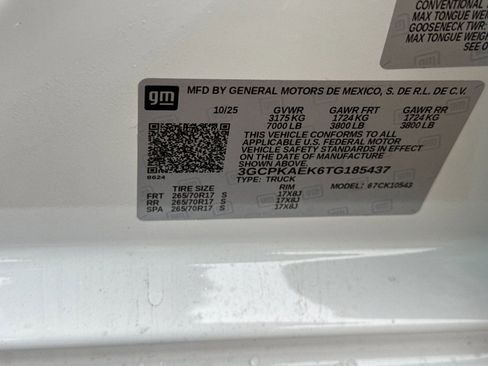 CONVENTIONAL
MAX TONGUE WEIG
GOOSENECK TWR:
MAX TONGUE WEIGH
SEE O
gm
MFD BY GENERAL MOTORS DE MEXICO, S. DE R.L. DE C.V.
10/25 GVWR GAWR FRT GAWR RR
3175 KG 1724 KG 1724 KG
7000 LB 3800 LB 3800 LB
THIS VEHICLE CONFORMS TO ALL
APPLICABLE U.S. FEDERAL MOTOR
VEHICLE SAFETY STANDARDS IN
EFFECT ON THE DATE OF MANUFACTURE
SHOWN ABOVE.
3GCPKAEK6TG185437
TYPE: TRUCK MODEL: 67CK10543
B624
TIRE SIZE RIM
FRT 265/70R17 S 17X8J
RR 265/70R17 S 17X8J
SPA 265/70R17 S 17X8J